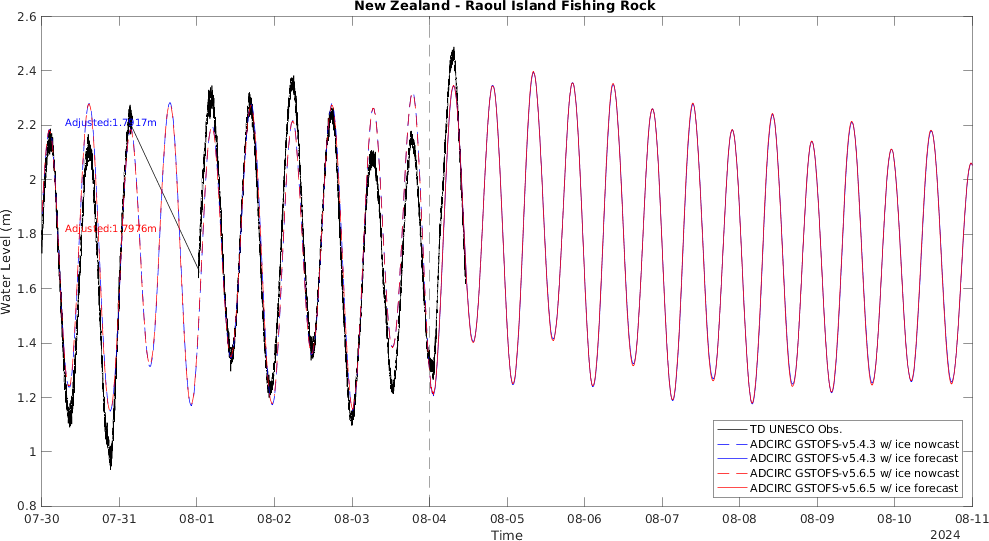 New Zealand - Raoul Island Fishing Rock
2.6
2.4
2.2
2
1.8
1.6
1.4
1.2
1
0.8
Water Level (m)
Adjusted:1.7917m
Adjusted:1.7976m
TD UNESCO Obs.
ADCIRC GSTOFS-v5.4.3 w/ ice nowcast
ADCIRC GSTOFS-v5.4.3 w/ ice forecast
ADCIRC GSTOFS-v5.6.5 w/ ice nowcast
ADCIRC GSTOFS-v5.6.5 w/ ice forecast
07-30 07-31 08-01 08-02 08-03 08-04 08-05 08-06 08-07 08-08 08-09 08-10 08-11
Time
2024